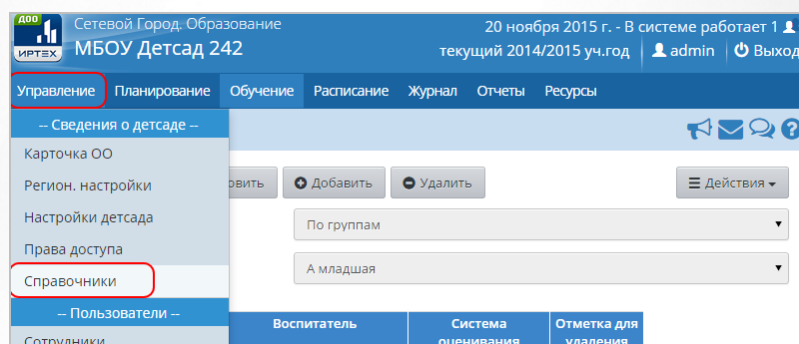 ДОО
ИРТЕХ
Сетевой Город. Образование
МБОУ Детсад 242
20 ноября 2015 г. - В системе работает 1
текущий 2014/2015 уч.год
admin
Выход
Управление Планирование Обучение Расписание Журнал Отчеты Ресурсы
-- Сведения о детсаде --
Карточка ОО
Регион. настройки
овить Добавить Удалить Действия
Настройки детсада
По группам
Права доступа
А младшая
Справочники
-- Пользователи --
Воспитатель Система оценивания Отметка для удаления
Сотрудники